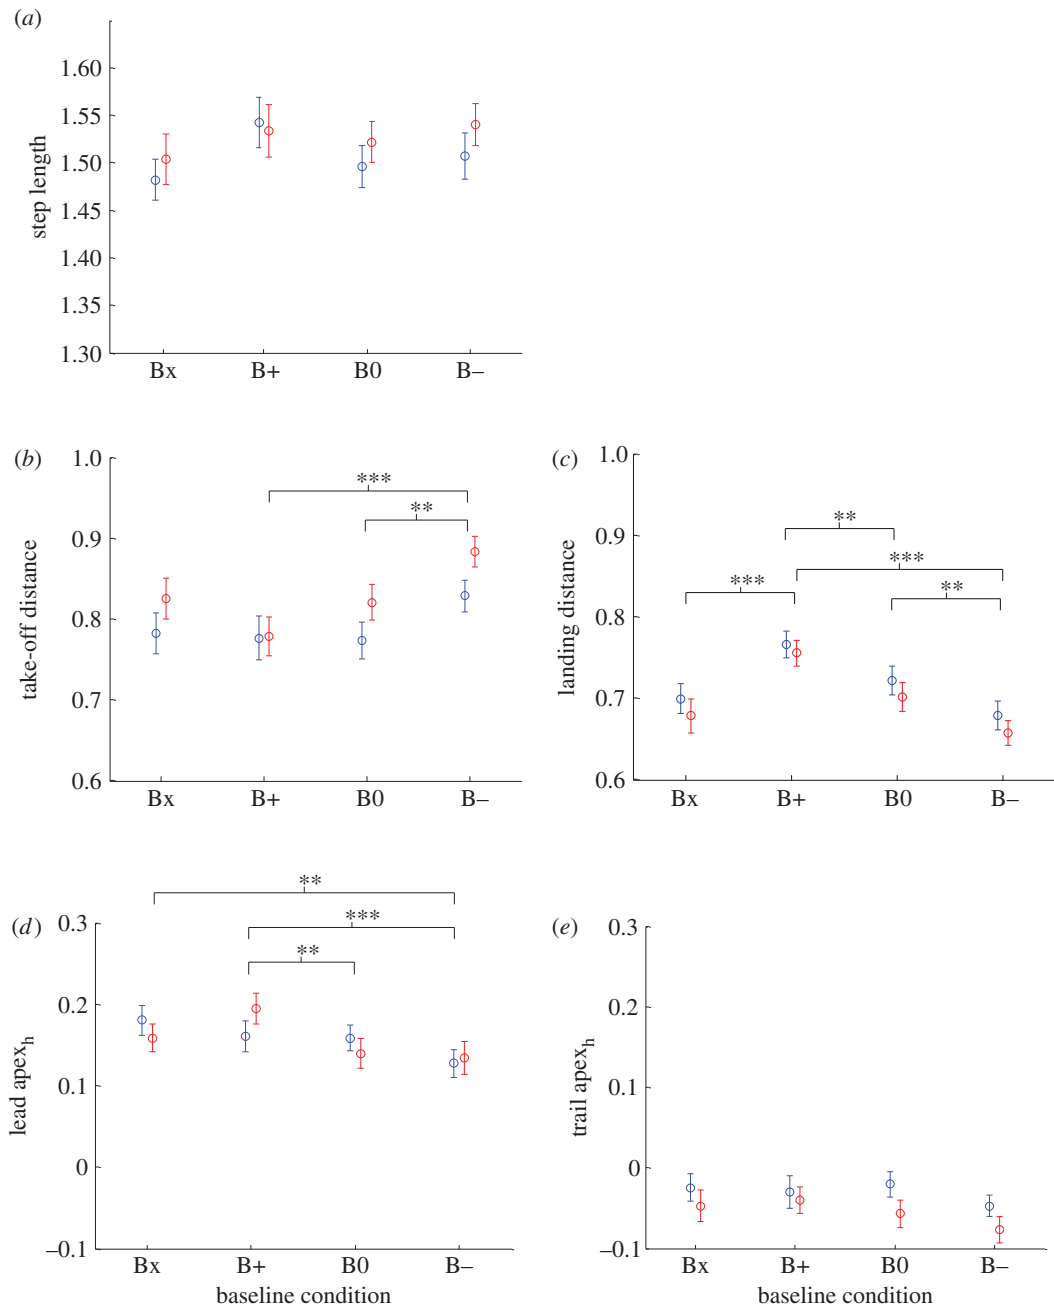 (a)
1.60
1.55
1.50
1.45
1.40
1.35
1.30
step length
Bx B+ B0 B–
(b)
1.0
0.9
0.8
0.7
0.6
take-off distance
***
**
Bx B+ B0 B–
(c)
1.0
0.9
0.8
0.7
0.6
landing distance
**
***
***
**
Bx B+ B0 B–
(d)
0.3
0.2
0.1
0
–0.1
lead apexh
**
***
**
Bx B+ B0 B–
baseline condition
(e)
0.3
0.2
0.1
0
–0.1
trail apexh
Bx B+ B0 B–
baseline condition